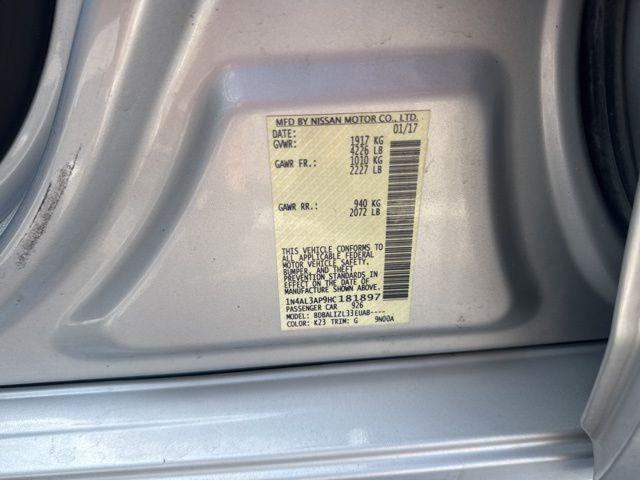 MFD BY NISSAN MOTOR CO., LTD.
DATE: 01/17
GVWR: 1917 KG
4226 LB
GAWR FR.: 1010 KG
2227 LB
GAWR RR.: 940 KG
2072 LB
THIS VEHICLE CONFORMS TO
ALL APPLICABLE FEDERAL
MOTOR VEHICLE SAFETY,
BUMPER, AND THEFT
PREVENTION STANDARDS IN
EFFECT ON THE DATE OF
MANUFACTURE SHOWN ABOVE.
1N4AL3AP9HC181897
PASSENGER CAR 926
MODEL: BDBALIZL33EUAB----
COLOR: K23 TRIM: G 9N00A